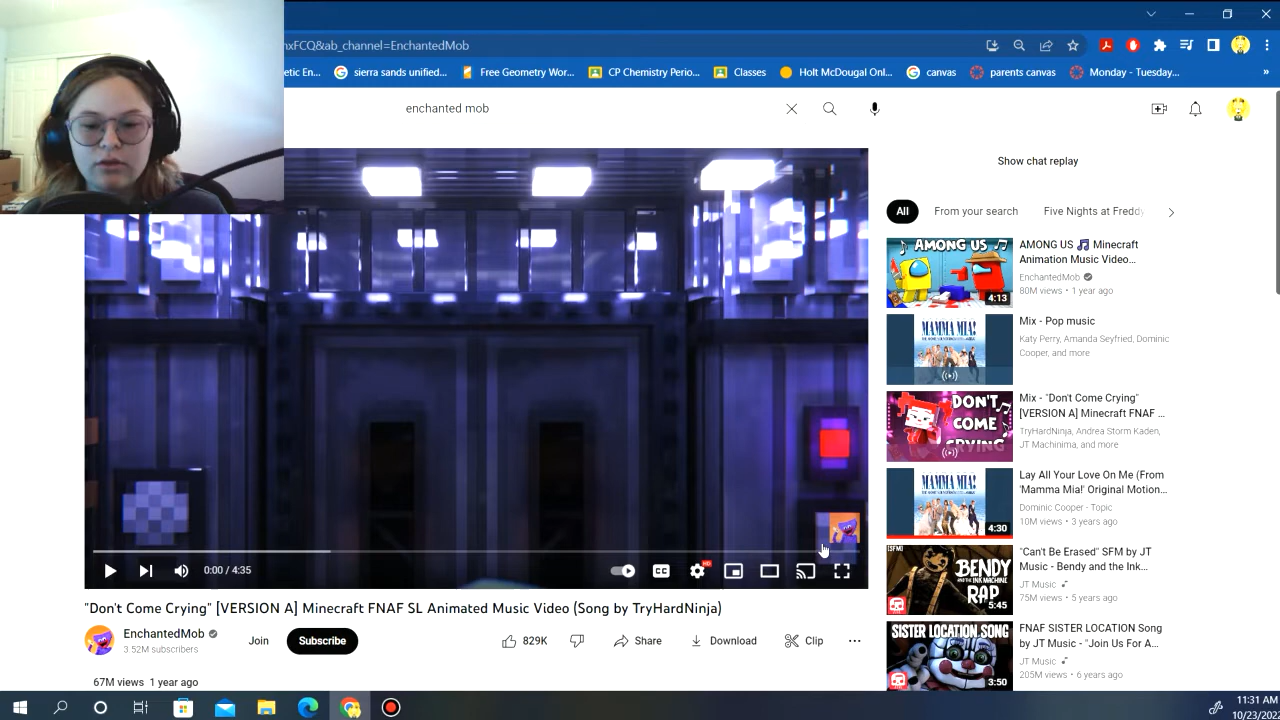 nxFCQ&ab_channel=EnchantedMob
etic En...
sierra sands unified...
Free Geometry Wor...
CP Chemistry Perio...
Classes
Holt McDougal Onl...
canvas
parents canvas
Monday - Tuesday...
»
enchanted mob
Show chat replay
All
From your search
Five Nights at Freddy
AMONG US
4:13
AMONG US 🎵 Minecraft
Animation Music Video...
EnchantedMob
80M views • 1 year ago
MAMMA MIA!
Mix - Pop music
Katy Perry, Amanda Seyfried, Dominic
Cooper, and more
DON'T
COME
CRYING
Mix - "Don't Come Crying"
[VERSION A] Minecraft FNAF ...
TryHardNinja, Andrea Storm Kaden,
JT Machinima, and more
MAMMA MIA!
4:30
Lay All Your Love On Me (From
'Mamma Mia!' Original Motion...
Dominic Cooper - Topic
10M views • 3 years ago
[SFM]
BENDY
AND THE INK MACHINE
RAP
5:45
"Can't Be Erased" SFM by JT
Music - Bendy and the Ink...
JT Music
75M views • 5 years ago
SISTER LOCATION SONG
3:50
FNAF SISTER LOCATION Song
by JT Music - "Join Us For A...
JT Music
205M views • 6 years ago
0:00 / 4:35
CC
HD
"Don't Come Crying" [VERSION A] Minecraft FNAF SL Animated Music Video (Song by TryHardNinja)
EnchantedMob
3.52M subscribers
Join
Subscribe
829K
Share
Download
Clip
67M views 1 year ago
11:31 AM
10/23/202